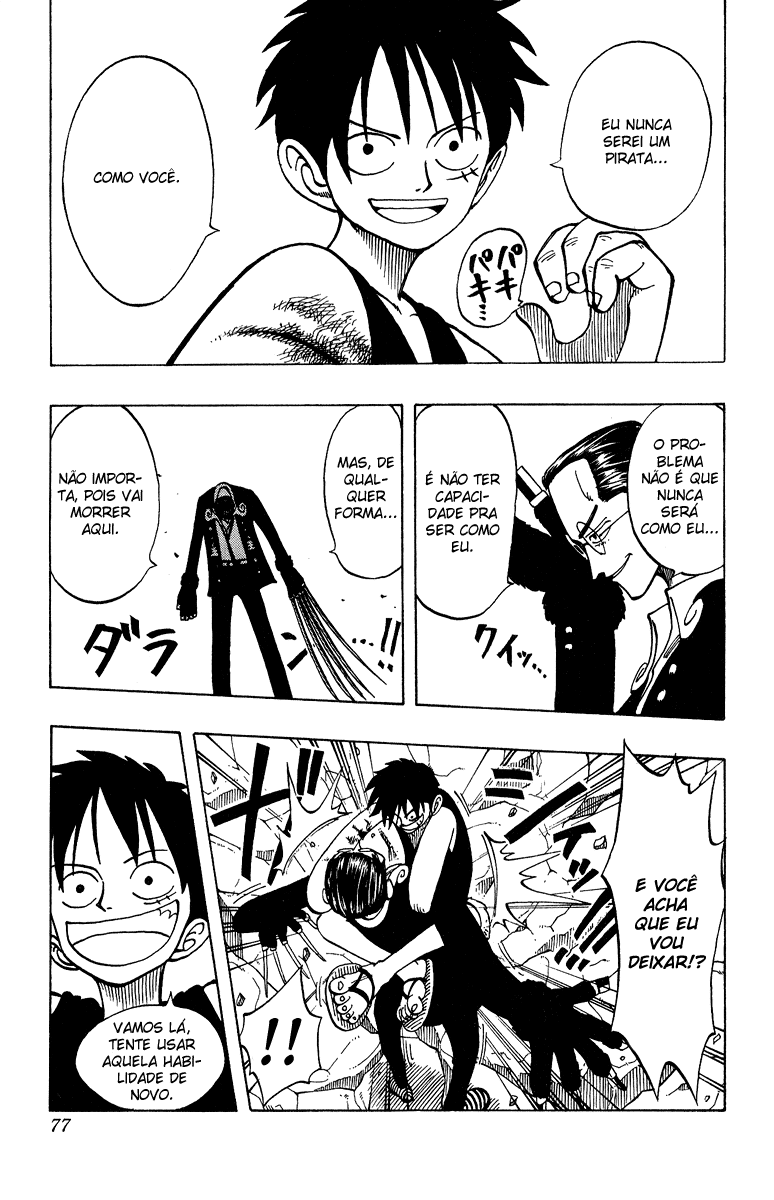 EU NUNCA
SEREI UM
PIRATA...
パキ
パキ...
COMO VOCÊ.
O PRO-
BLEMA
NÃO É QUE
NUNCA
SERÁ
COMO EU...
É NÃO TER
CAPACI-
DADE PRA
SER COMO
EU.
クイッ...
MAS, DE
QUAL-
QUER
FORMA...
NÃO IMPOR-
TA, POIS VAI
MORRER
AQUI.
ダラン...!!
E VOCÊ
ACHA
QUE EU
VOU
DEIXAR!?
!!
VAMOS LÁ,
TENTE USAR
AQUELA HABI-
LIDADE DE
NOVO.
77